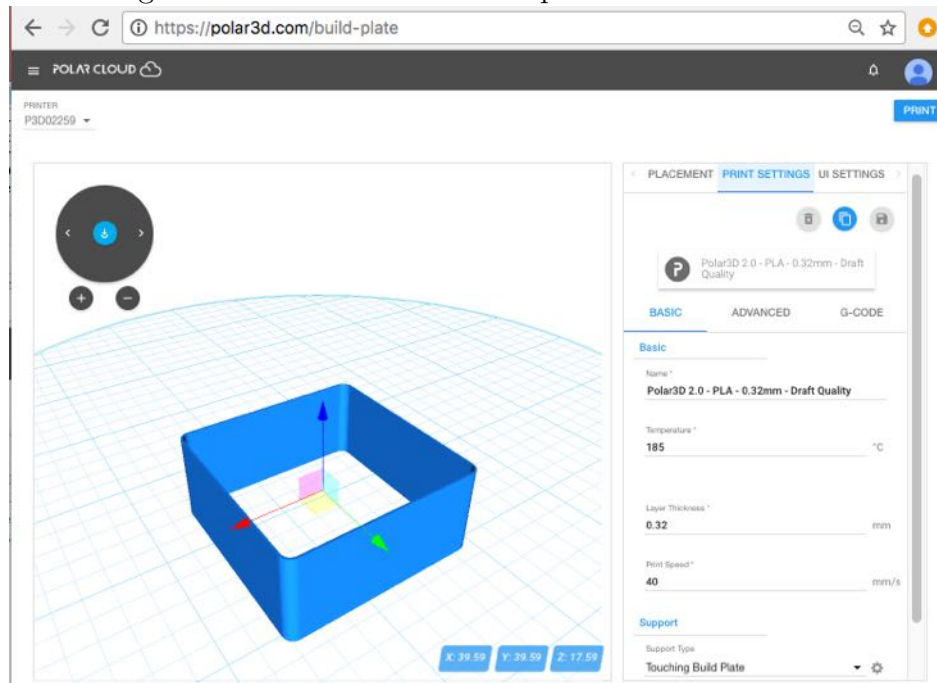 https://polar3d.com/build-plate
POLAR CLOUD
PRINTER
P3D02259
PRINT
PLACEMENT PRINT SETTINGS UI SETTINGS
Polar3D 2.0 - PLA - 0.32mm - Draft
Quality
BASIC ADVANCED G-CODE
Basic
Name *
Polar3D 2.0 - PLA - 0.32mm - Draft Quality
Temperature *
185 °C
Layer Thickness *
0.32 mm
Print Speed *
40 mm/s
Support
Support Type
Touching Build Plate
X: 39.59 Y: 39.59 Z: 17.59